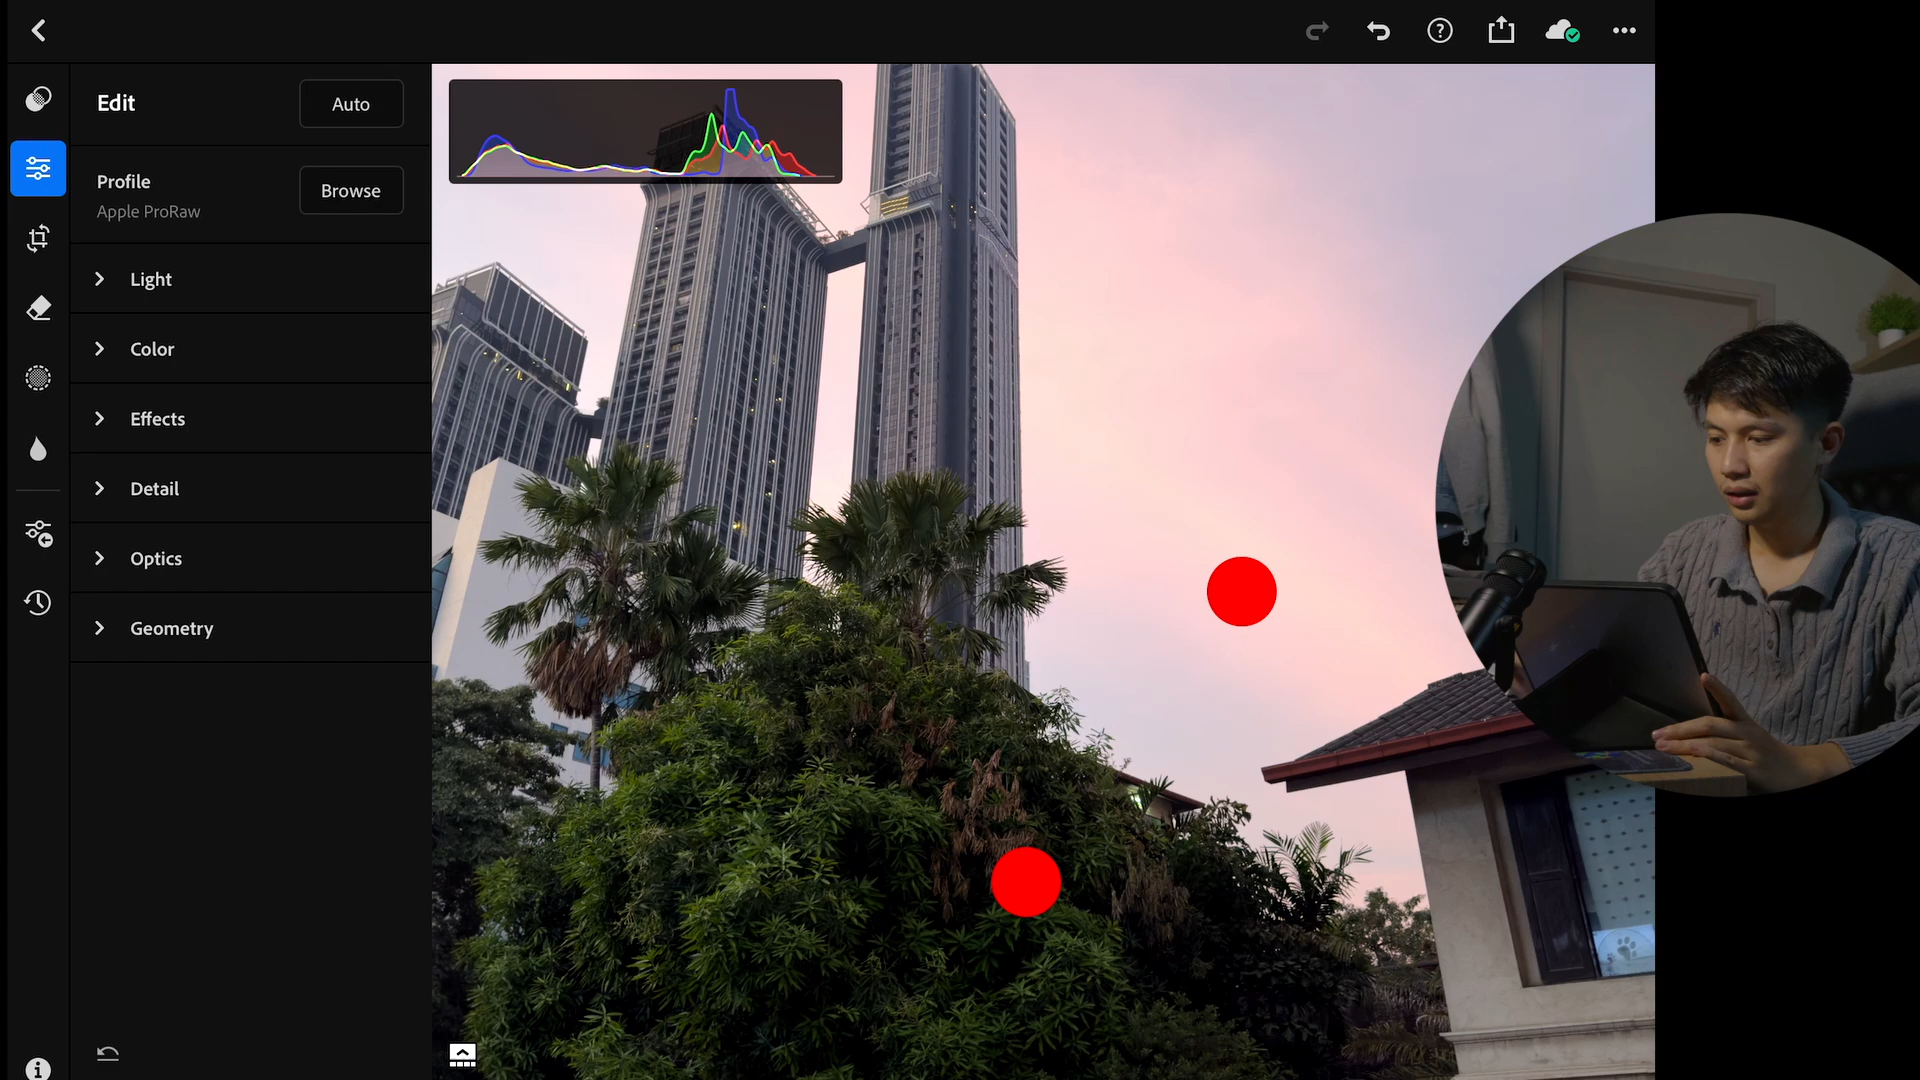 Edit
Auto
Profile
Apple ProRaw
Browse
Light
Color
Effects
Detail
Optics
Geometry